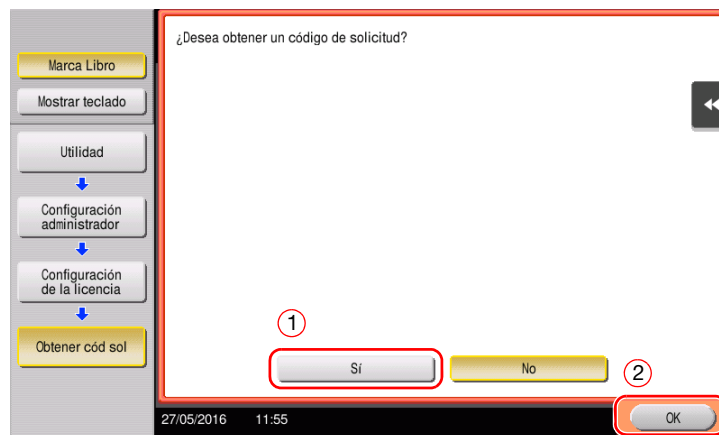 ¿Desea obtener un código de solicitud?
Marca Libro
Mostrar teclado
Utilidad
Configuración
administrador
Configuración
de la licencia
Obtener cód sol
1
Sí
No
2
27/05/2016 11:55
OK